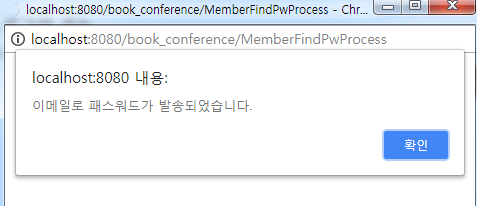 localhost:8080/book_conference/MemberFindPwProcess - Chr...
localhost:8080/book_conference/MemberFindPwProcess
localhost:8080 내용:
이메일로 패스워드가 발송되었습니다.
확인